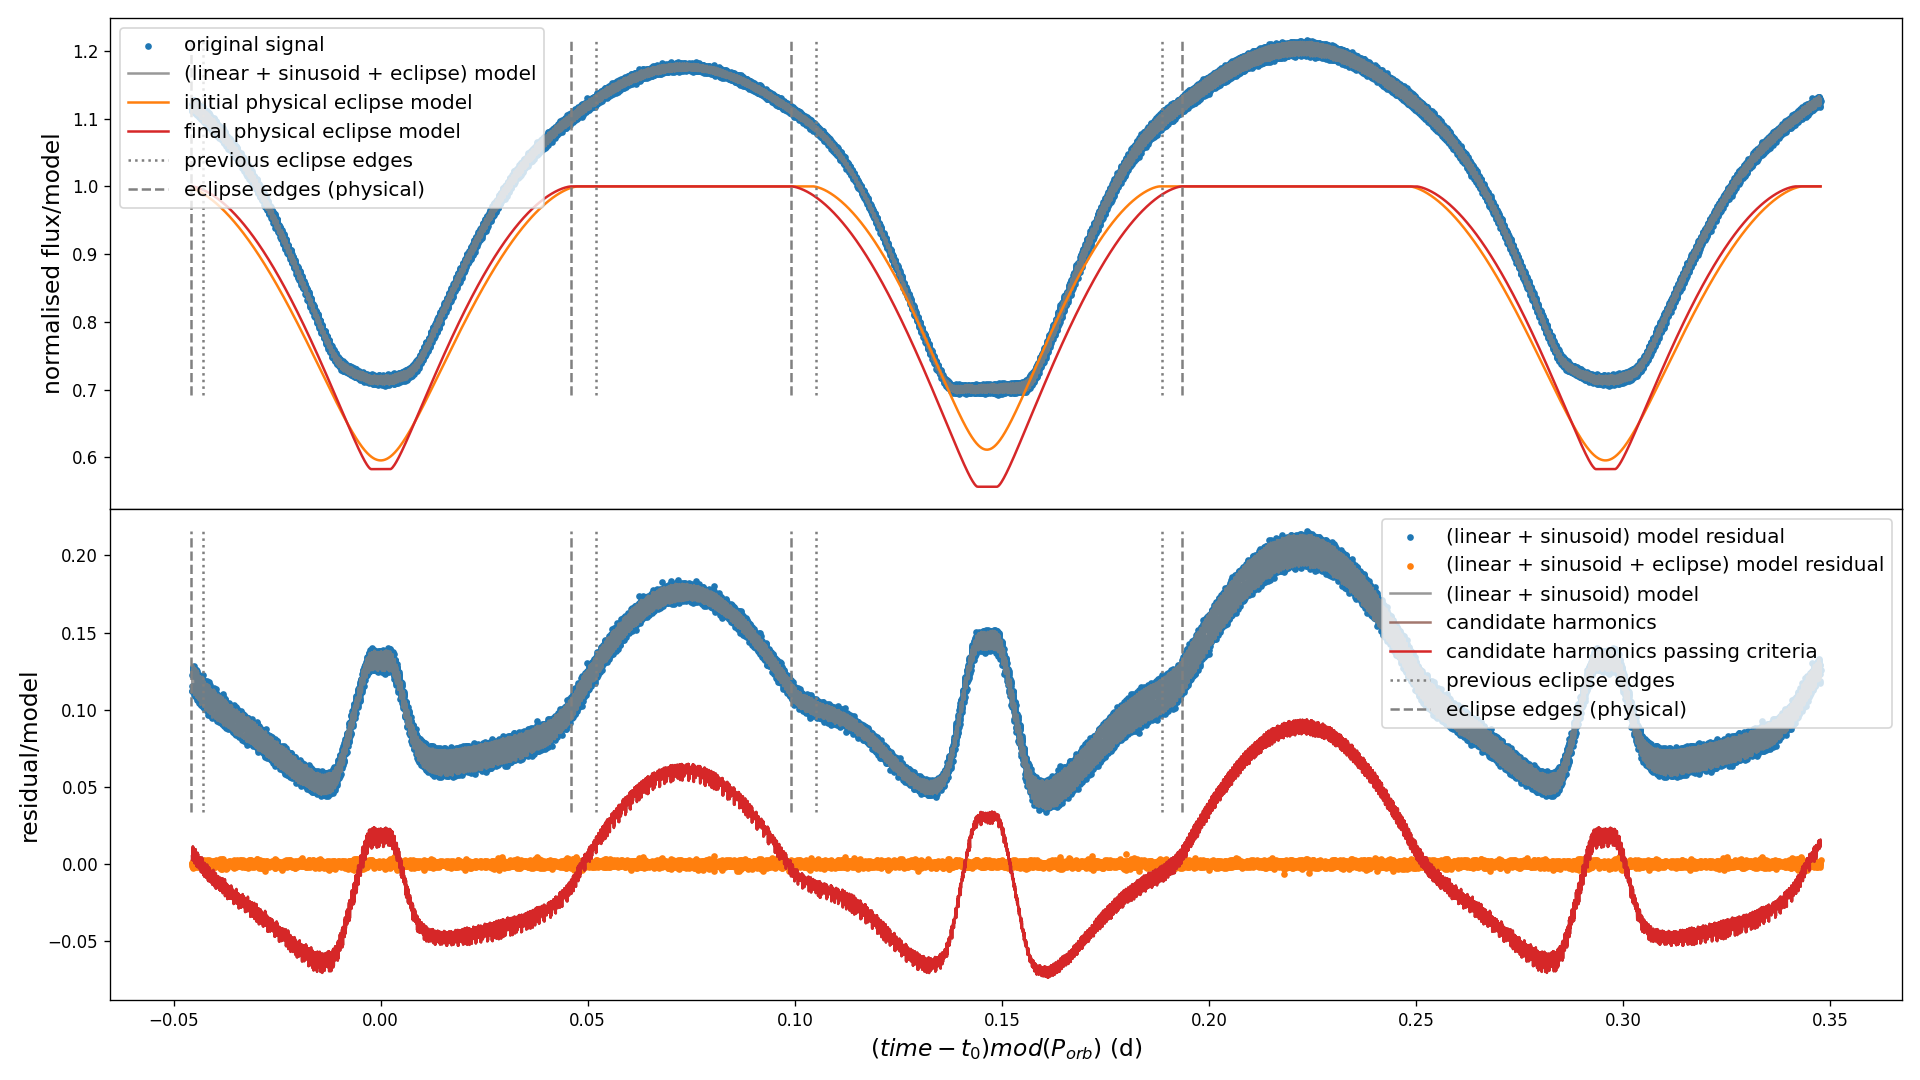 original signal
(linear + sinusoid + eclipse) model
initial physical eclipse model
final physical eclipse model
previous eclipse edges
eclipse edges (physical)
normalised flux/model
1.2
1.1
1.0
0.9
0.8
0.7
0.6
(linear + sinusoid) model residual
(linear + sinusoid + eclipse) model residual
(linear + sinusoid) model
candidate harmonics
candidate harmonics passing criteria
previous eclipse edges
eclipse edges (physical)
residual/model
0.20
0.15
0.10
0.05
0.00
−0.05
−0.05 0.00 0.05 0.10 0.15 0.20 0.25 0.30 0.35
(time − t₀)mod(P_orb) (d)